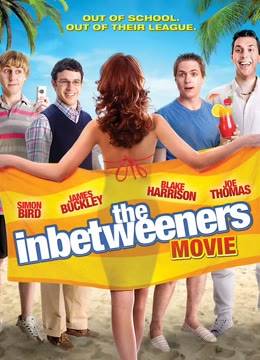 OUT OF SCHOOL.
OUT OF THEIR LEAGUE.
SIMON
BIRD
JAMES
BUCKLEY
BLAKE
HARRISON
JOE
THOMAS
the
inbetweeners
MOVIE